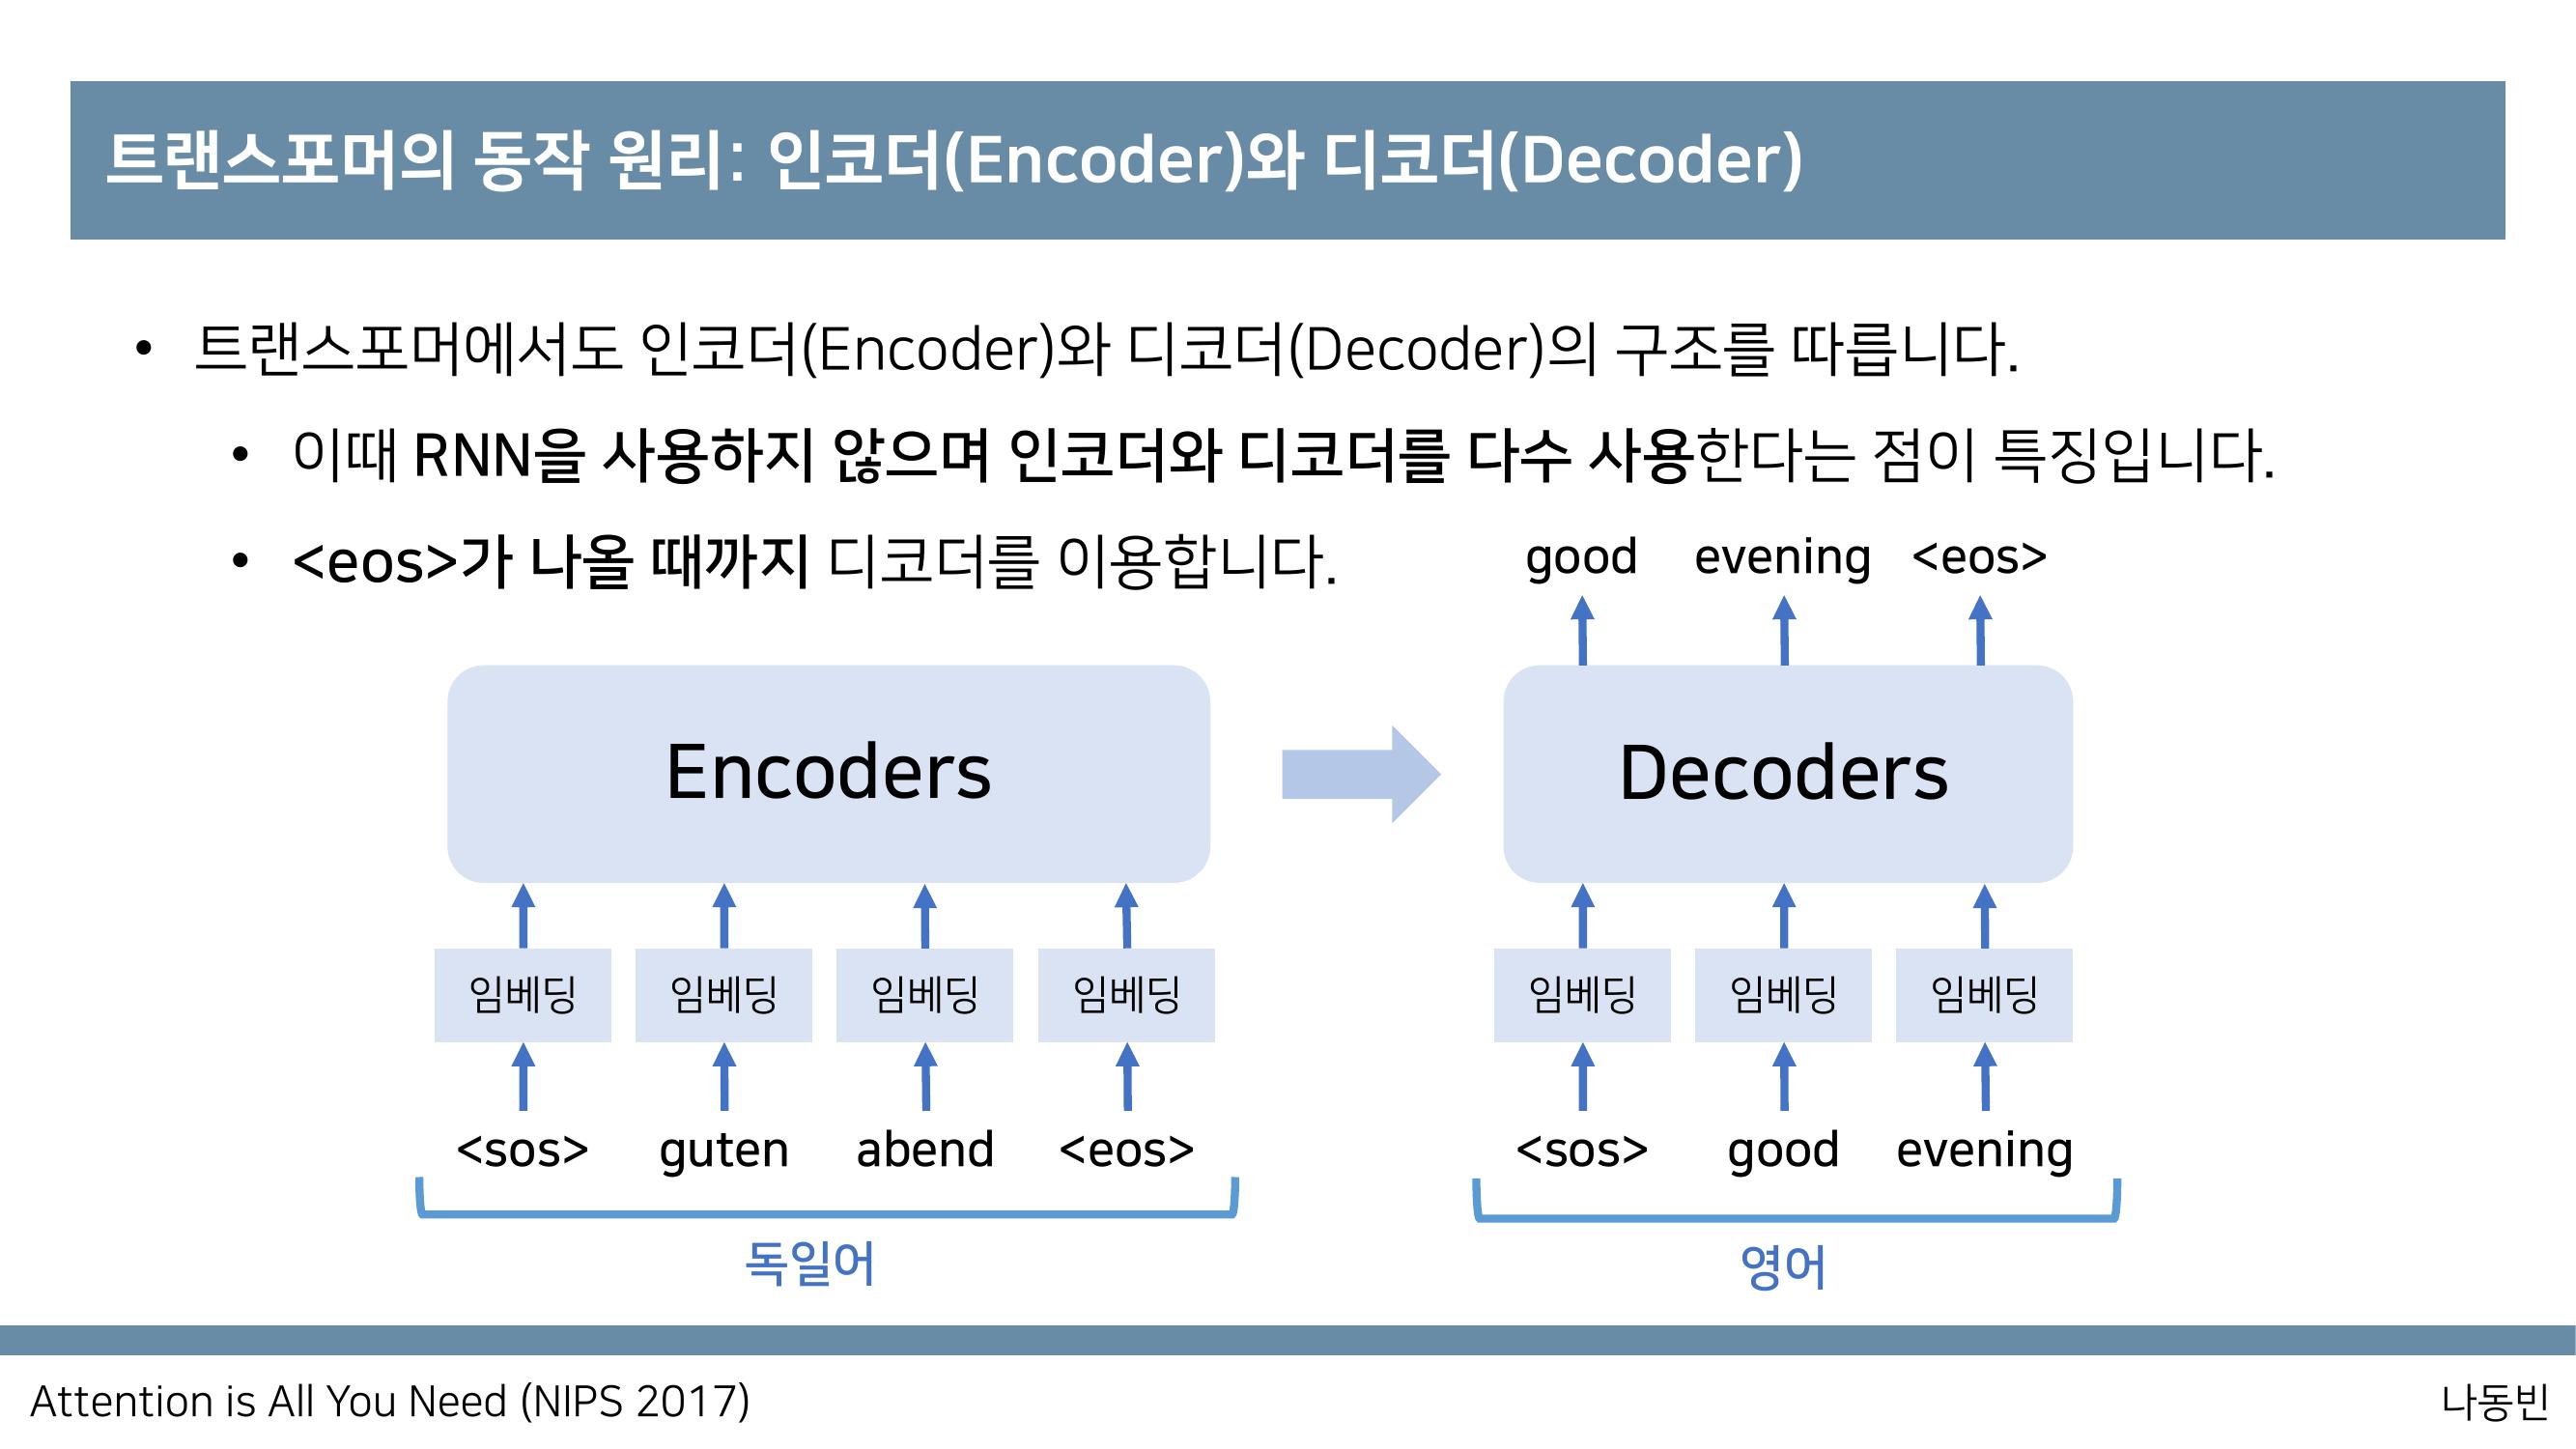 트랜스포머의 동작 원리: 인코더(Encoder)와 디코더(Decoder)
• 트랜스포머에서도 인코더(Encoder)와 디코더(Decoder)의 구조를 따릅니다.
• 이때 RNN을 사용하지 않으며 인코더와 디코더를 다수 사용한다는 점이 특징입니다.
• <eos>가 나올 때까지 디코더를 이용합니다.
good evening <eos>
Encoders
Decoders
임베딩 임베딩 임베딩 임베딩
임베딩 임베딩 임베딩
<sos> guten abend <eos>
<sos> good evening
독일어
영어
Attention is All You Need (NIPS 2017)
나동빈